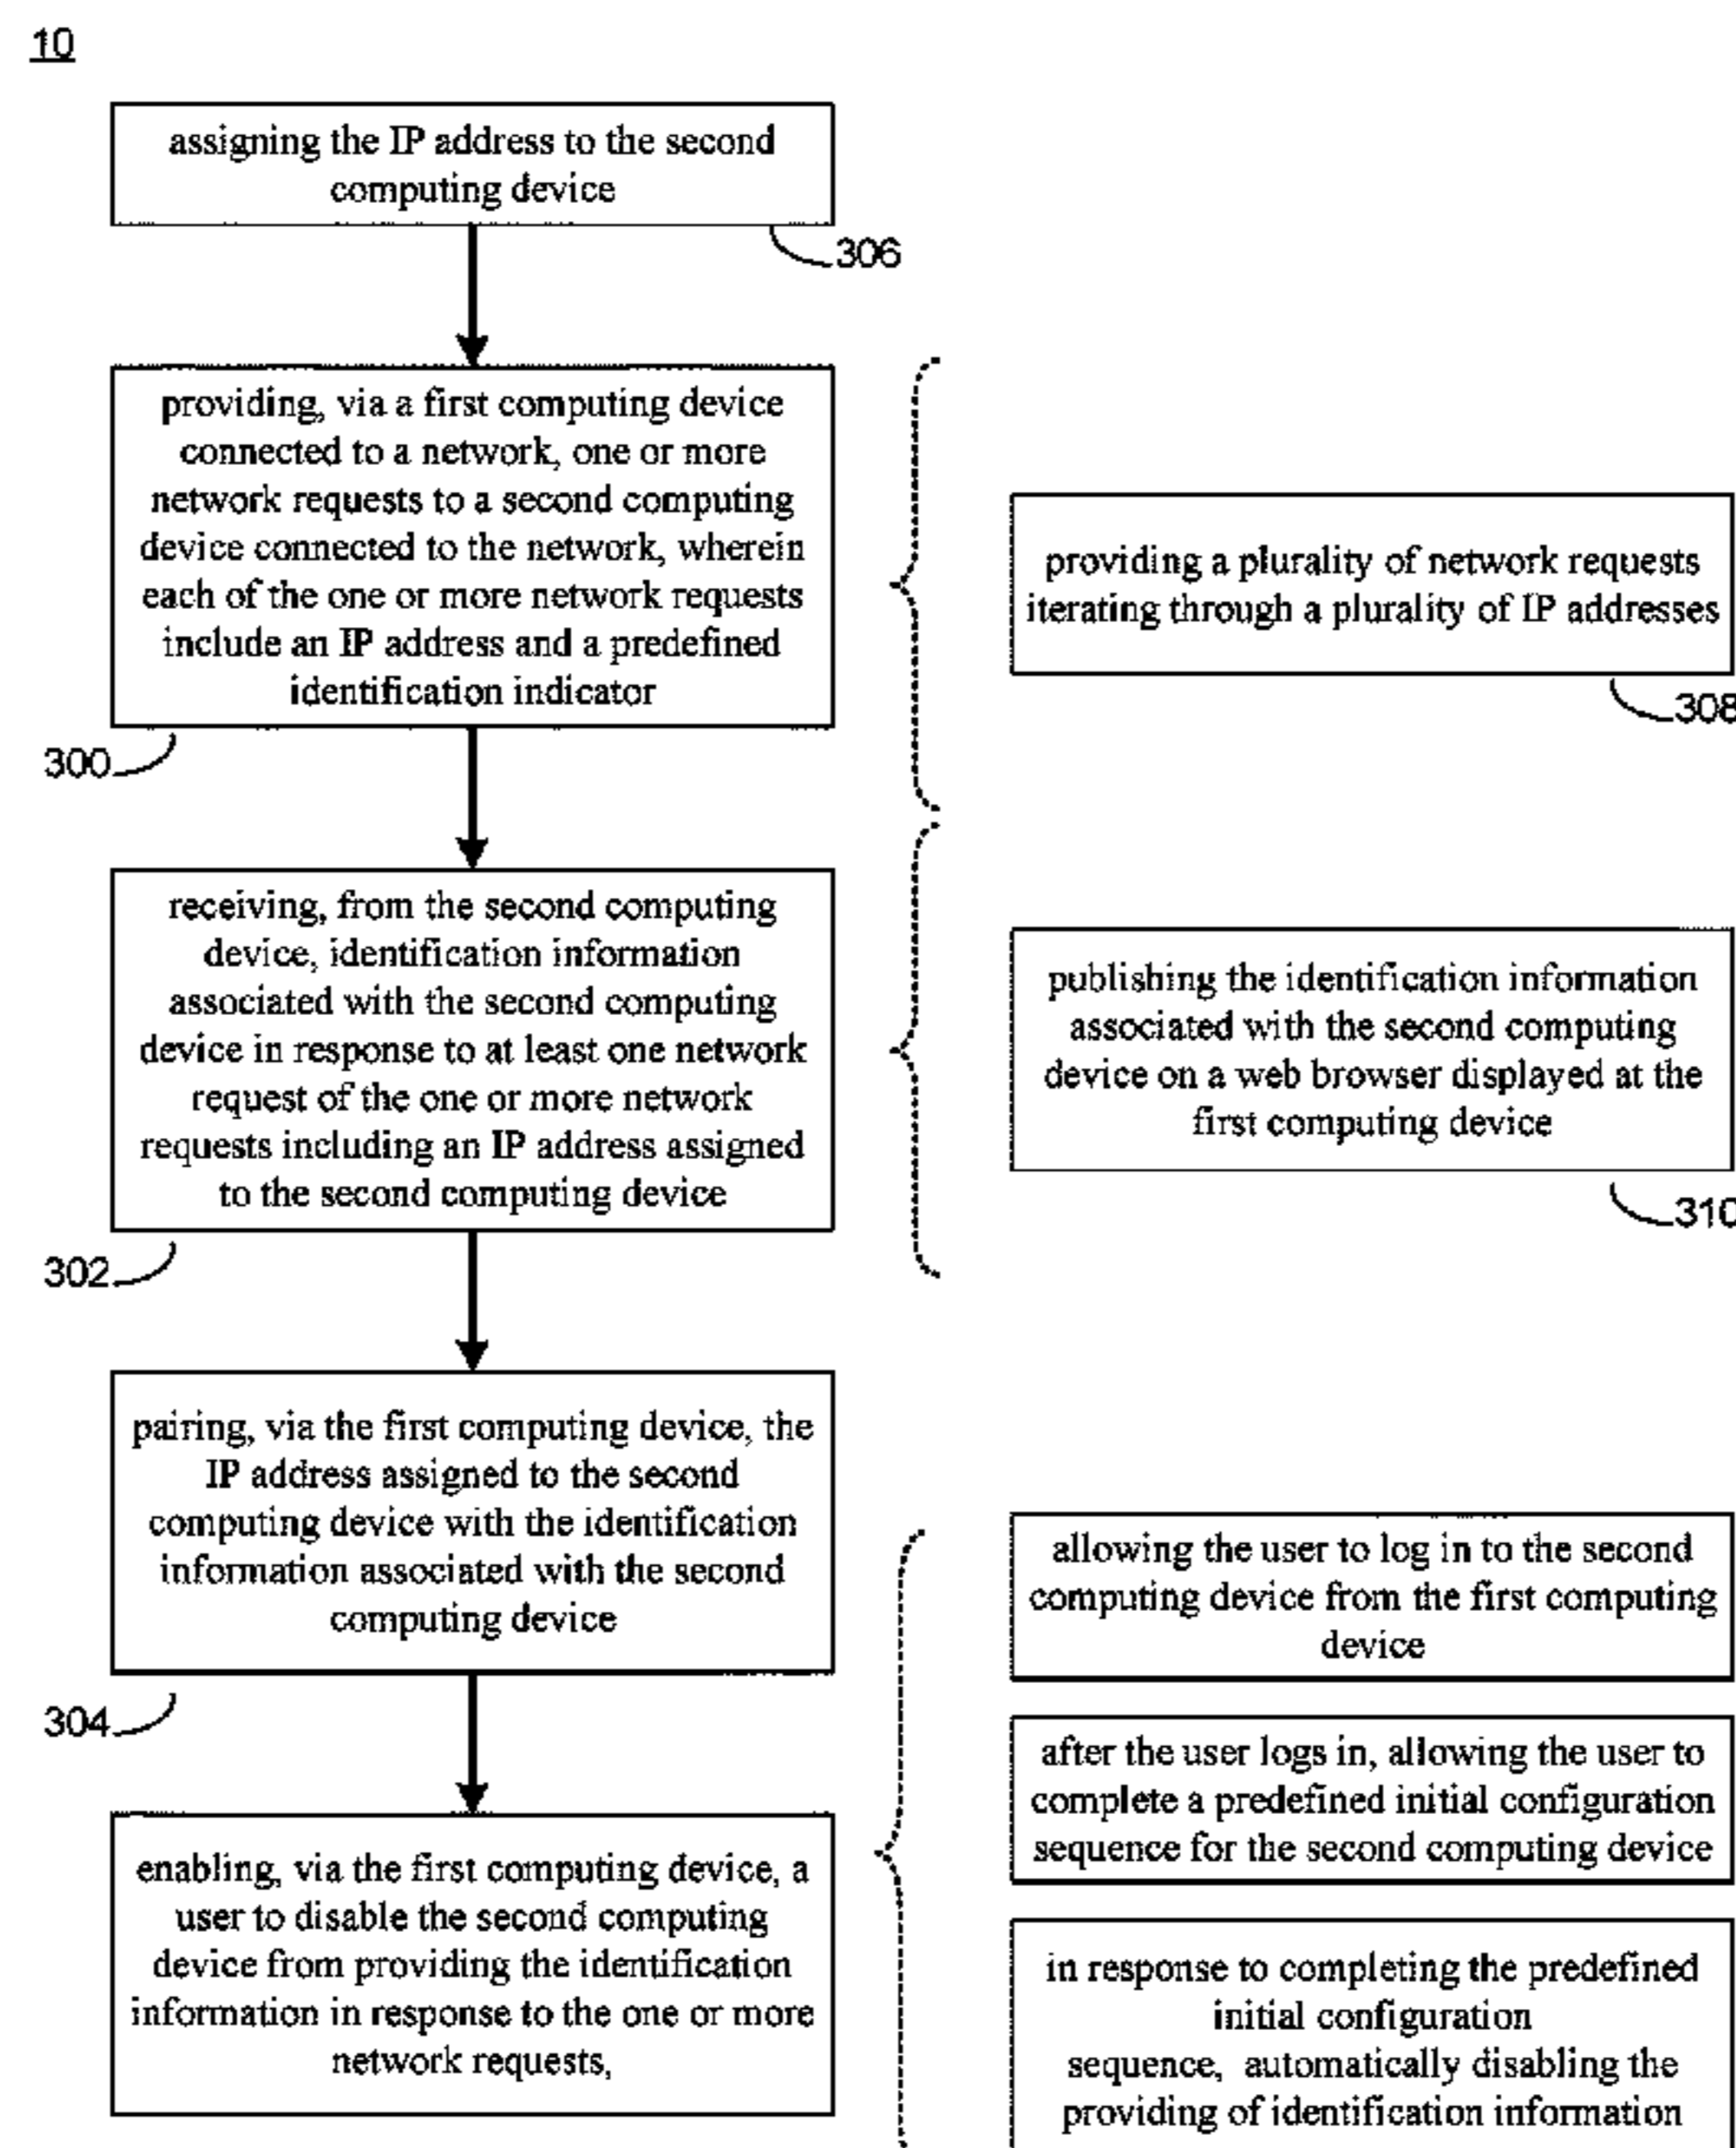 10
assigning the IP address to the second
computing device
306
providing, via a first computing device
connected to a network, one or more
network requests to a second computing
device connected to the network, wherein
each of the one or more network requests
include an IP address and a predefined
identification indicator
300
providing a plurality of network requests
iterating through a plurality of IP addresses
308
receiving, from the second computing
device, identification information
associated with the second computing
device in response to at least one network
request of the one or more network
requests including an IP address assigned
to the second computing device
302
publishing the identification information
associated with the second computing
device on a web browser displayed at the
first computing device
310
pairing, via the first computing device, the
IP address assigned to the second
computing device with the identification
information associated with the second
computing device
304
enabling, via the first computing device, a
user to disable the second computing
device from providing the identification
information in response to the one or more
network requests,
allowing the user to log in to the second
computing device from the first computing
device
after the user logs in, allowing the user to
complete a predefined initial configuration
sequence for the second computing device
in response to completing the predefined
initial configuration
sequence, automatically disabling the
providing of identification information